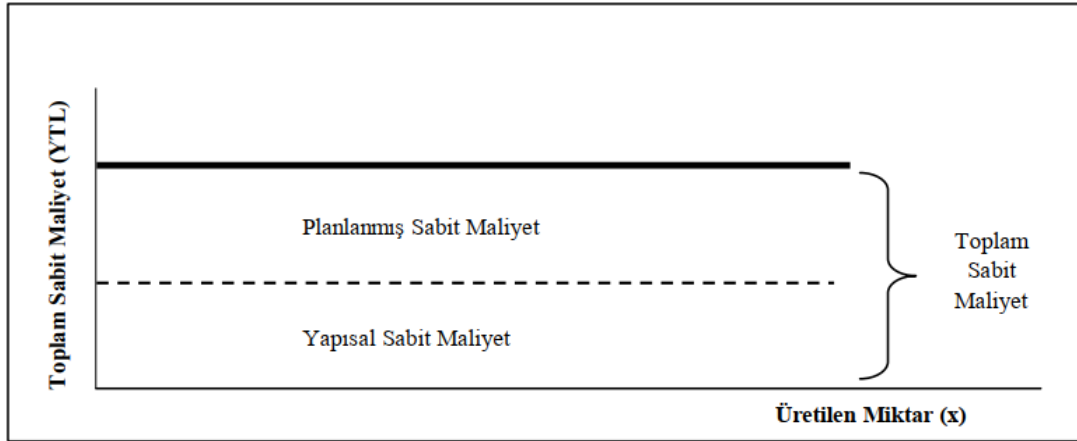 Toplam Sabit Maliyet (YTL)
Planlanmış Sabit Maliyet
Yapısal Sabit Maliyet
Toplam
Sabit
Maliyet
Üretilen Miktar (x)